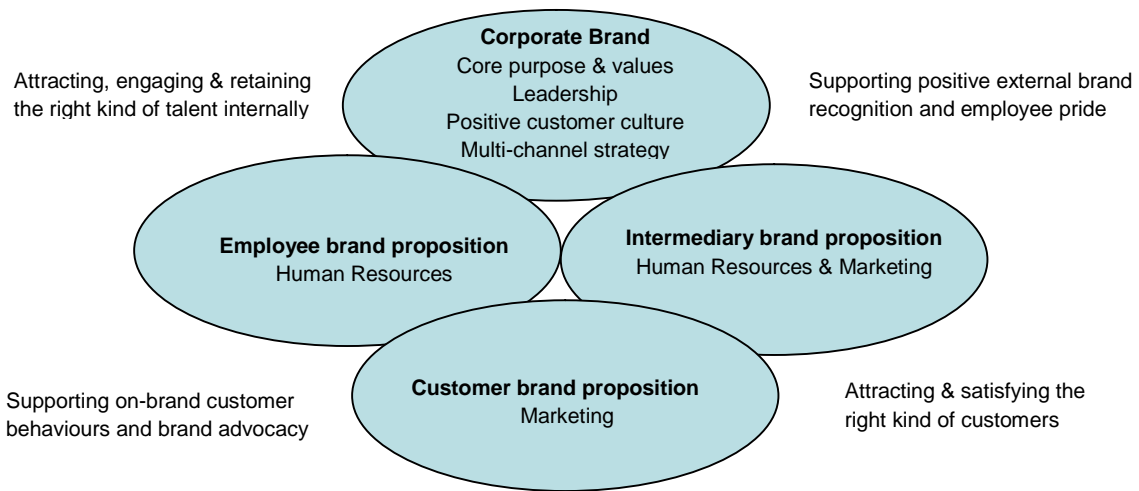 Corporate Brand
Core purpose & values
Leadership
Positive customer culture
Multi-channel strategy
Attracting, engaging & retaining
the right kind of talent internally
Supporting positive external brand
recognition and employee pride
Employee brand proposition
Human Resources
Intermediary brand proposition
Human Resources & Marketing
Customer brand proposition
Marketing
Supporting on-brand customer
behaviours and brand advocacy
Attracting & satisfying the
right kind of customers